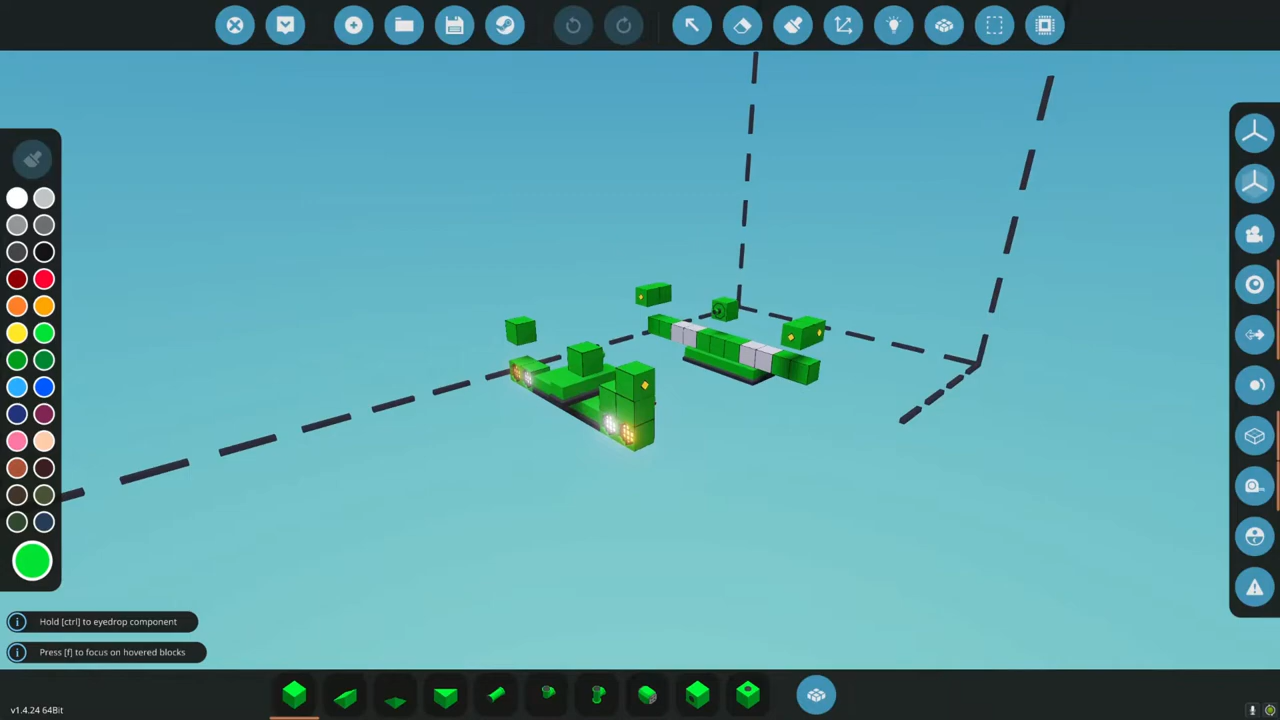 Hold [ctrl] to eyedrop component
Press [f] to focus on hovered blocks
v1.4.24 64Bit